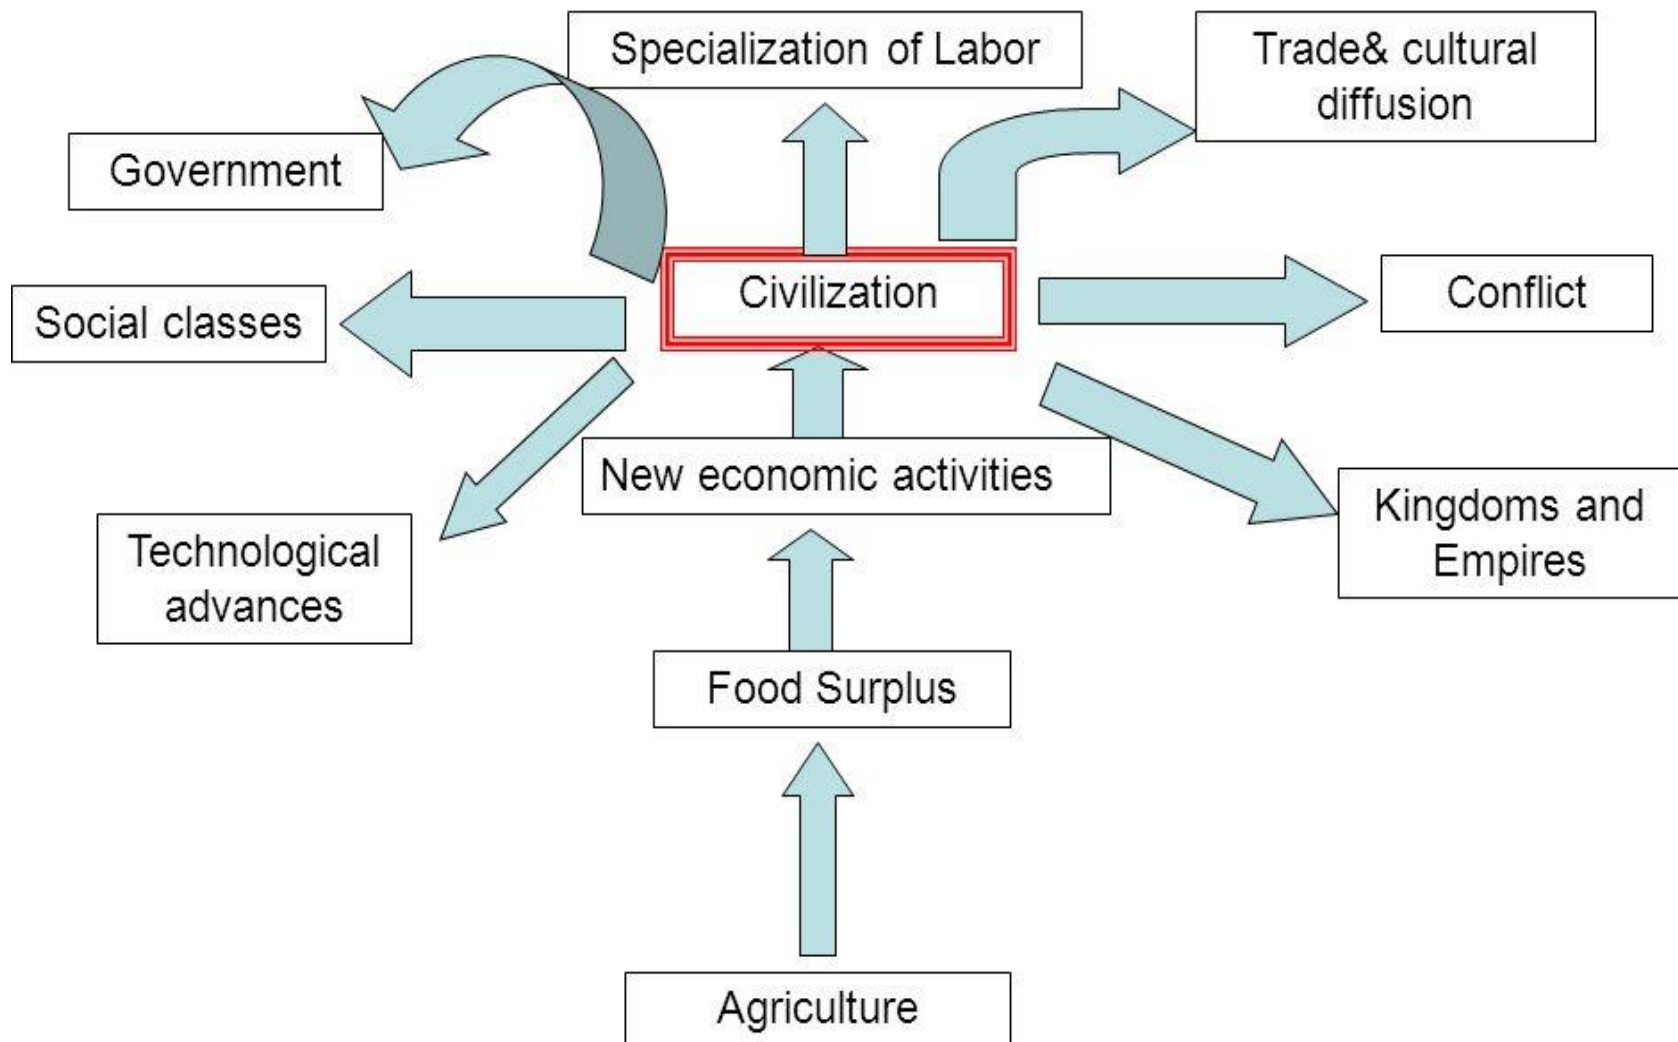 Specialization of Labor
Trade& cultural
diffusion
Government
Civilization
Conflict
Social classes
New economic activities
Kingdoms and
Empires
Technological
advances
Food Surplus
Agriculture